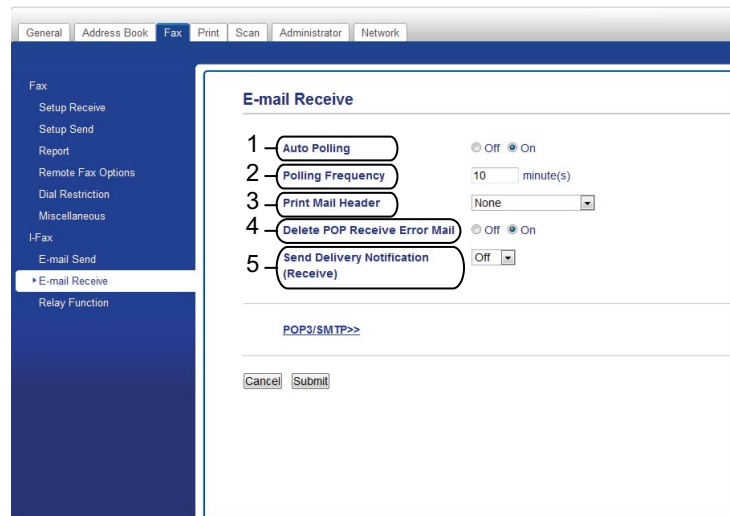 General Address Book Fax Print Scan Administrator Network
Fax
Setup Receive
Setup Send
Report
Remote Fax Options
Dial Restriction
Miscellaneous
I-Fax
E-mail Send
E-mail Receive
Relay Function
E-mail Receive
1 Auto Polling Off On
2 Polling Frequency 10 minute(s)
3 Print Mail Header None
4 Delete POP Receive Error Mail Off On
5 Send Delivery Notification Off
(Receive)
POP3/SMTP>>
Cancel Submit